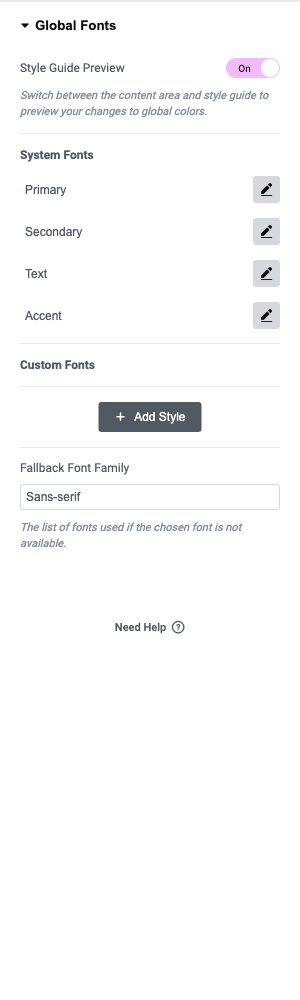 Global Fonts
Style Guide Preview
On
Switch between the content area and style guide to
preview your changes to global colors.
System Fonts
Primary
Secondary
Text
Accent
Custom Fonts
+ Add Style
Fallback Font Family
Sans-serif
The list of fonts used if the chosen font is not
available.
Need Help ?